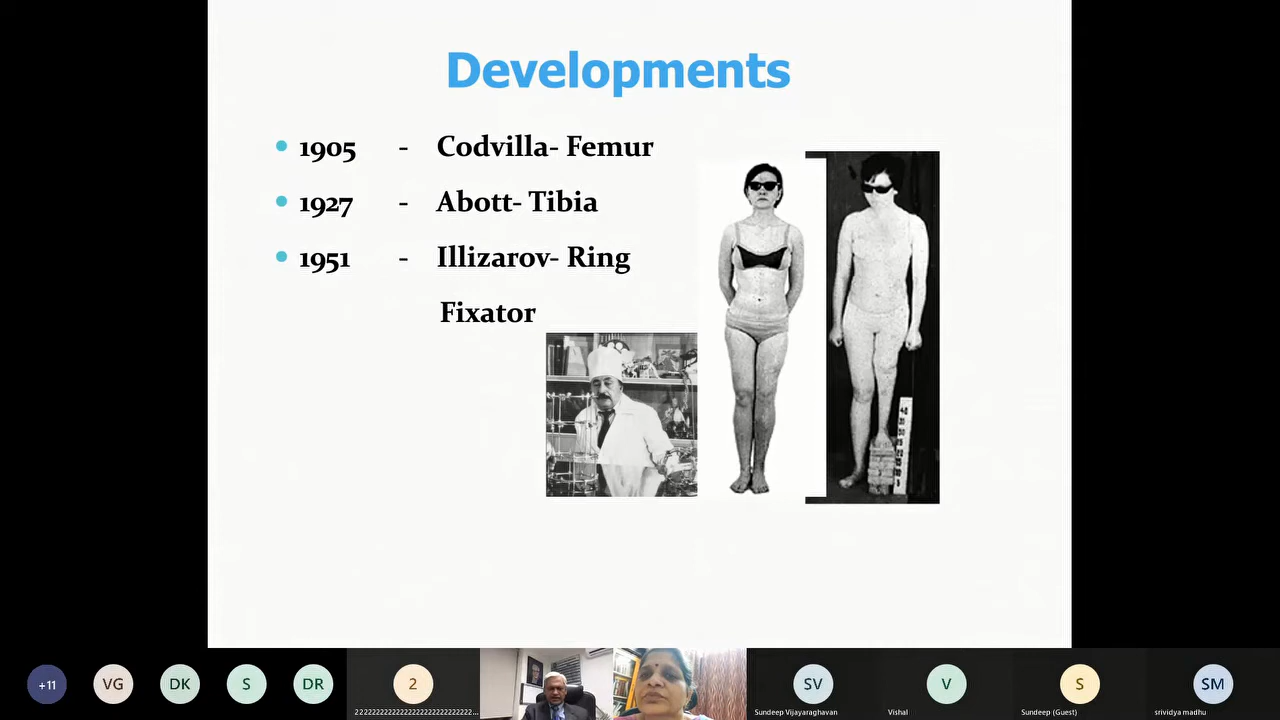 Developments
1905 - Codvilla- Femur
1927 - Abott- Tibia
1951 - Illizarov- Ring
Fixator
+11
VG
DK
S
DR
2
SV
V
S
SM
Sundeep Vijayaraghavan
Vishal
Sundeep (Guest)
srividya madhu